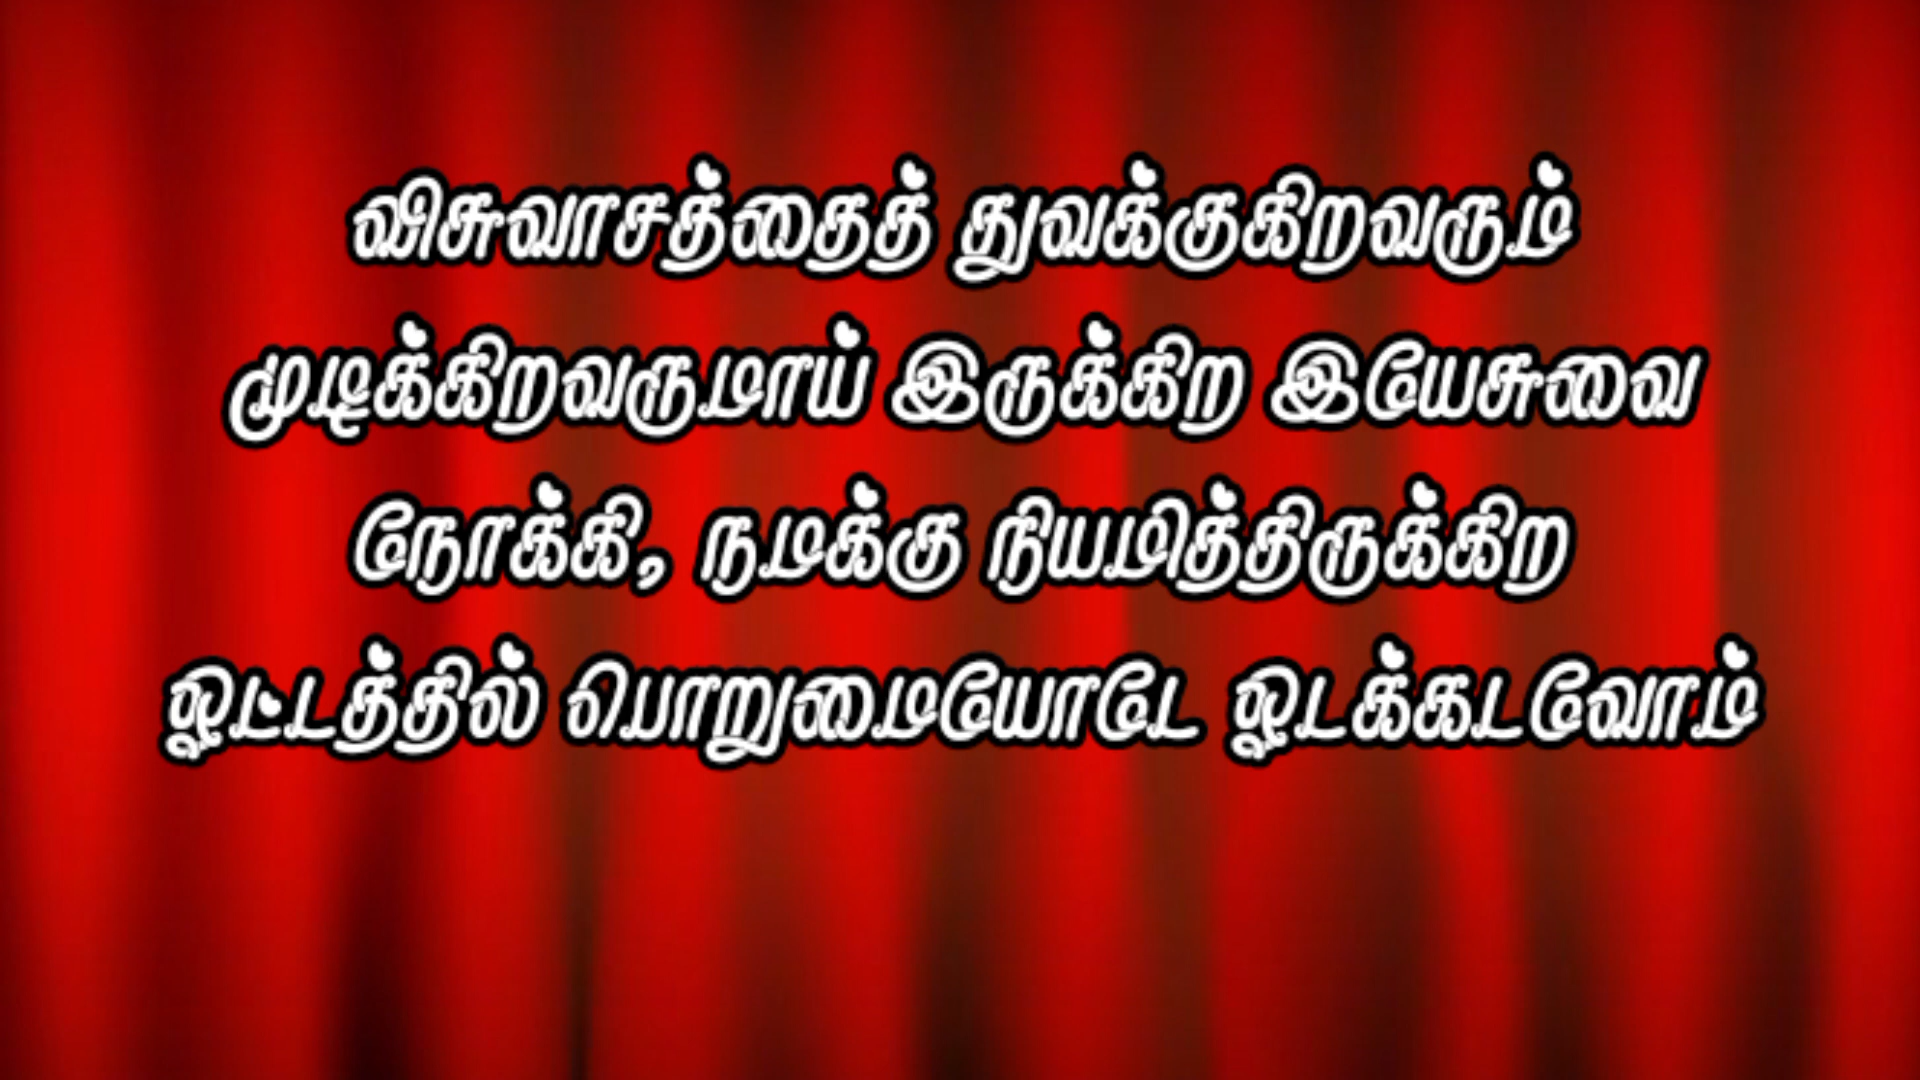 விசுவாசத்தைத் துவக்குகிறவரும்
முடிக்கிறவருமாய் இருக்கிற இயேசுவை
நோக்கி, நமக்கு நியமித்திருக்கிற
ஓட்டத்தில் பொறுமையோடே ஓடக்கடவோம்